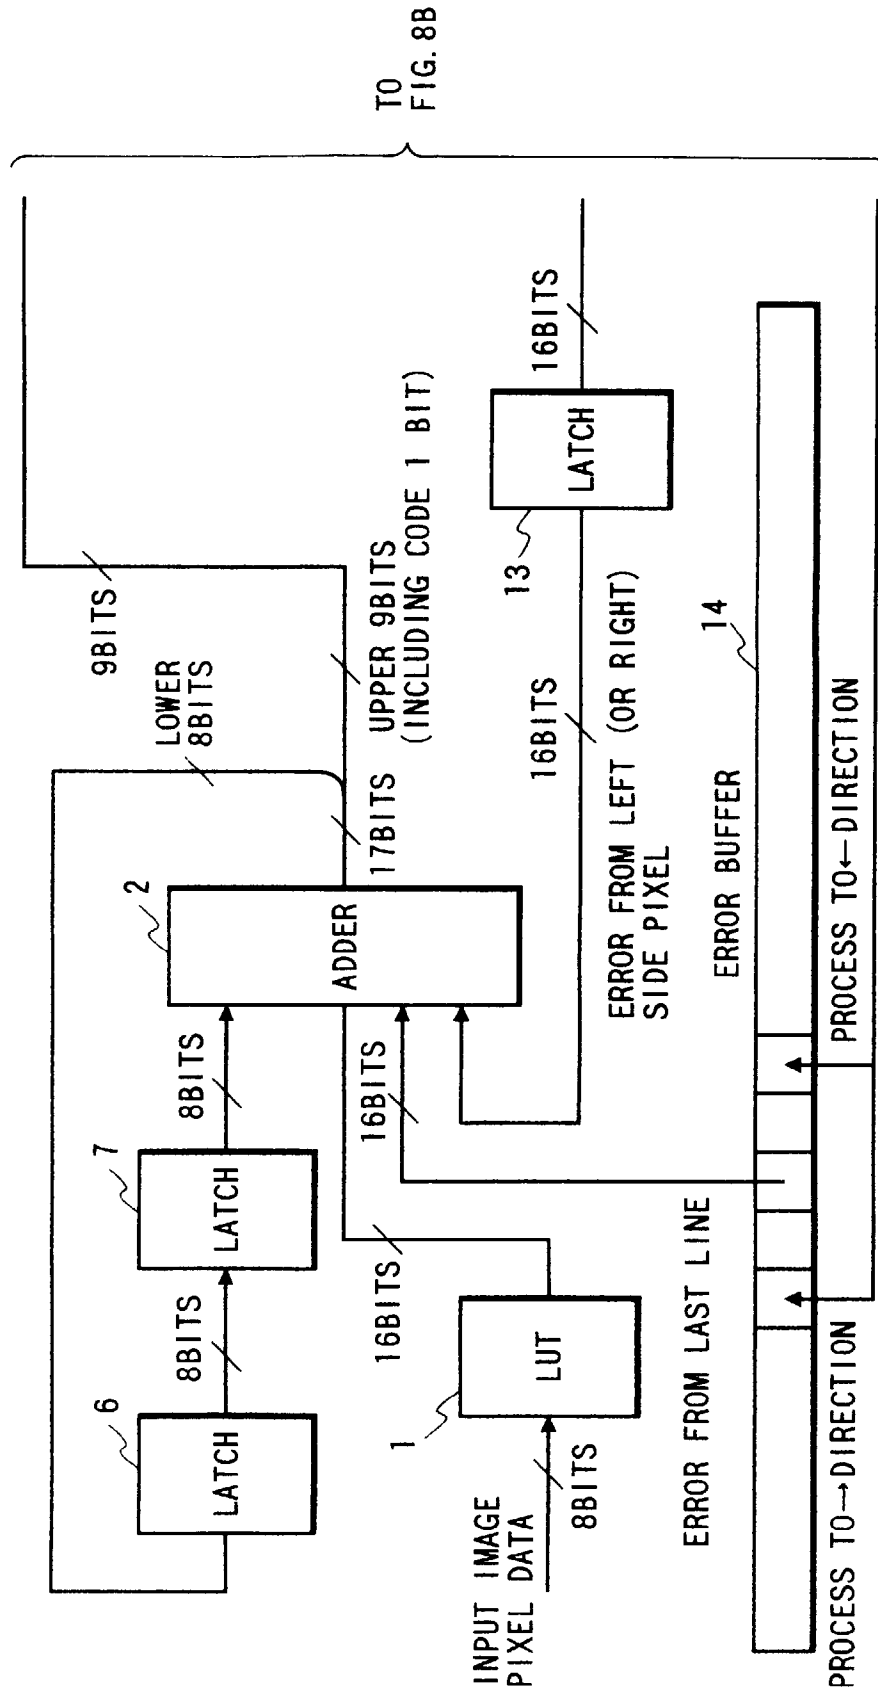 TO
FIG. 8B
9BITS
LOWER
8BITS
6
LATCH
8BITS
7
LATCH
8BITS
2
ADDER
17BITS
UPPER 9BITS
(INCLUDING CODE 1 BIT)
INPUT IMAGE
PIXEL DATA
8BITS
1
LUT
16BITS
16BITS
16BITS
ERROR FROM LEFT (OR RIGHT)
SIDE PIXEL
13
LATCH
16BITS
ERROR FROM LAST LINE
ERROR BUFFER
14
PROCESS TO→DIRECTION
PROCESS TO←DIRECTION